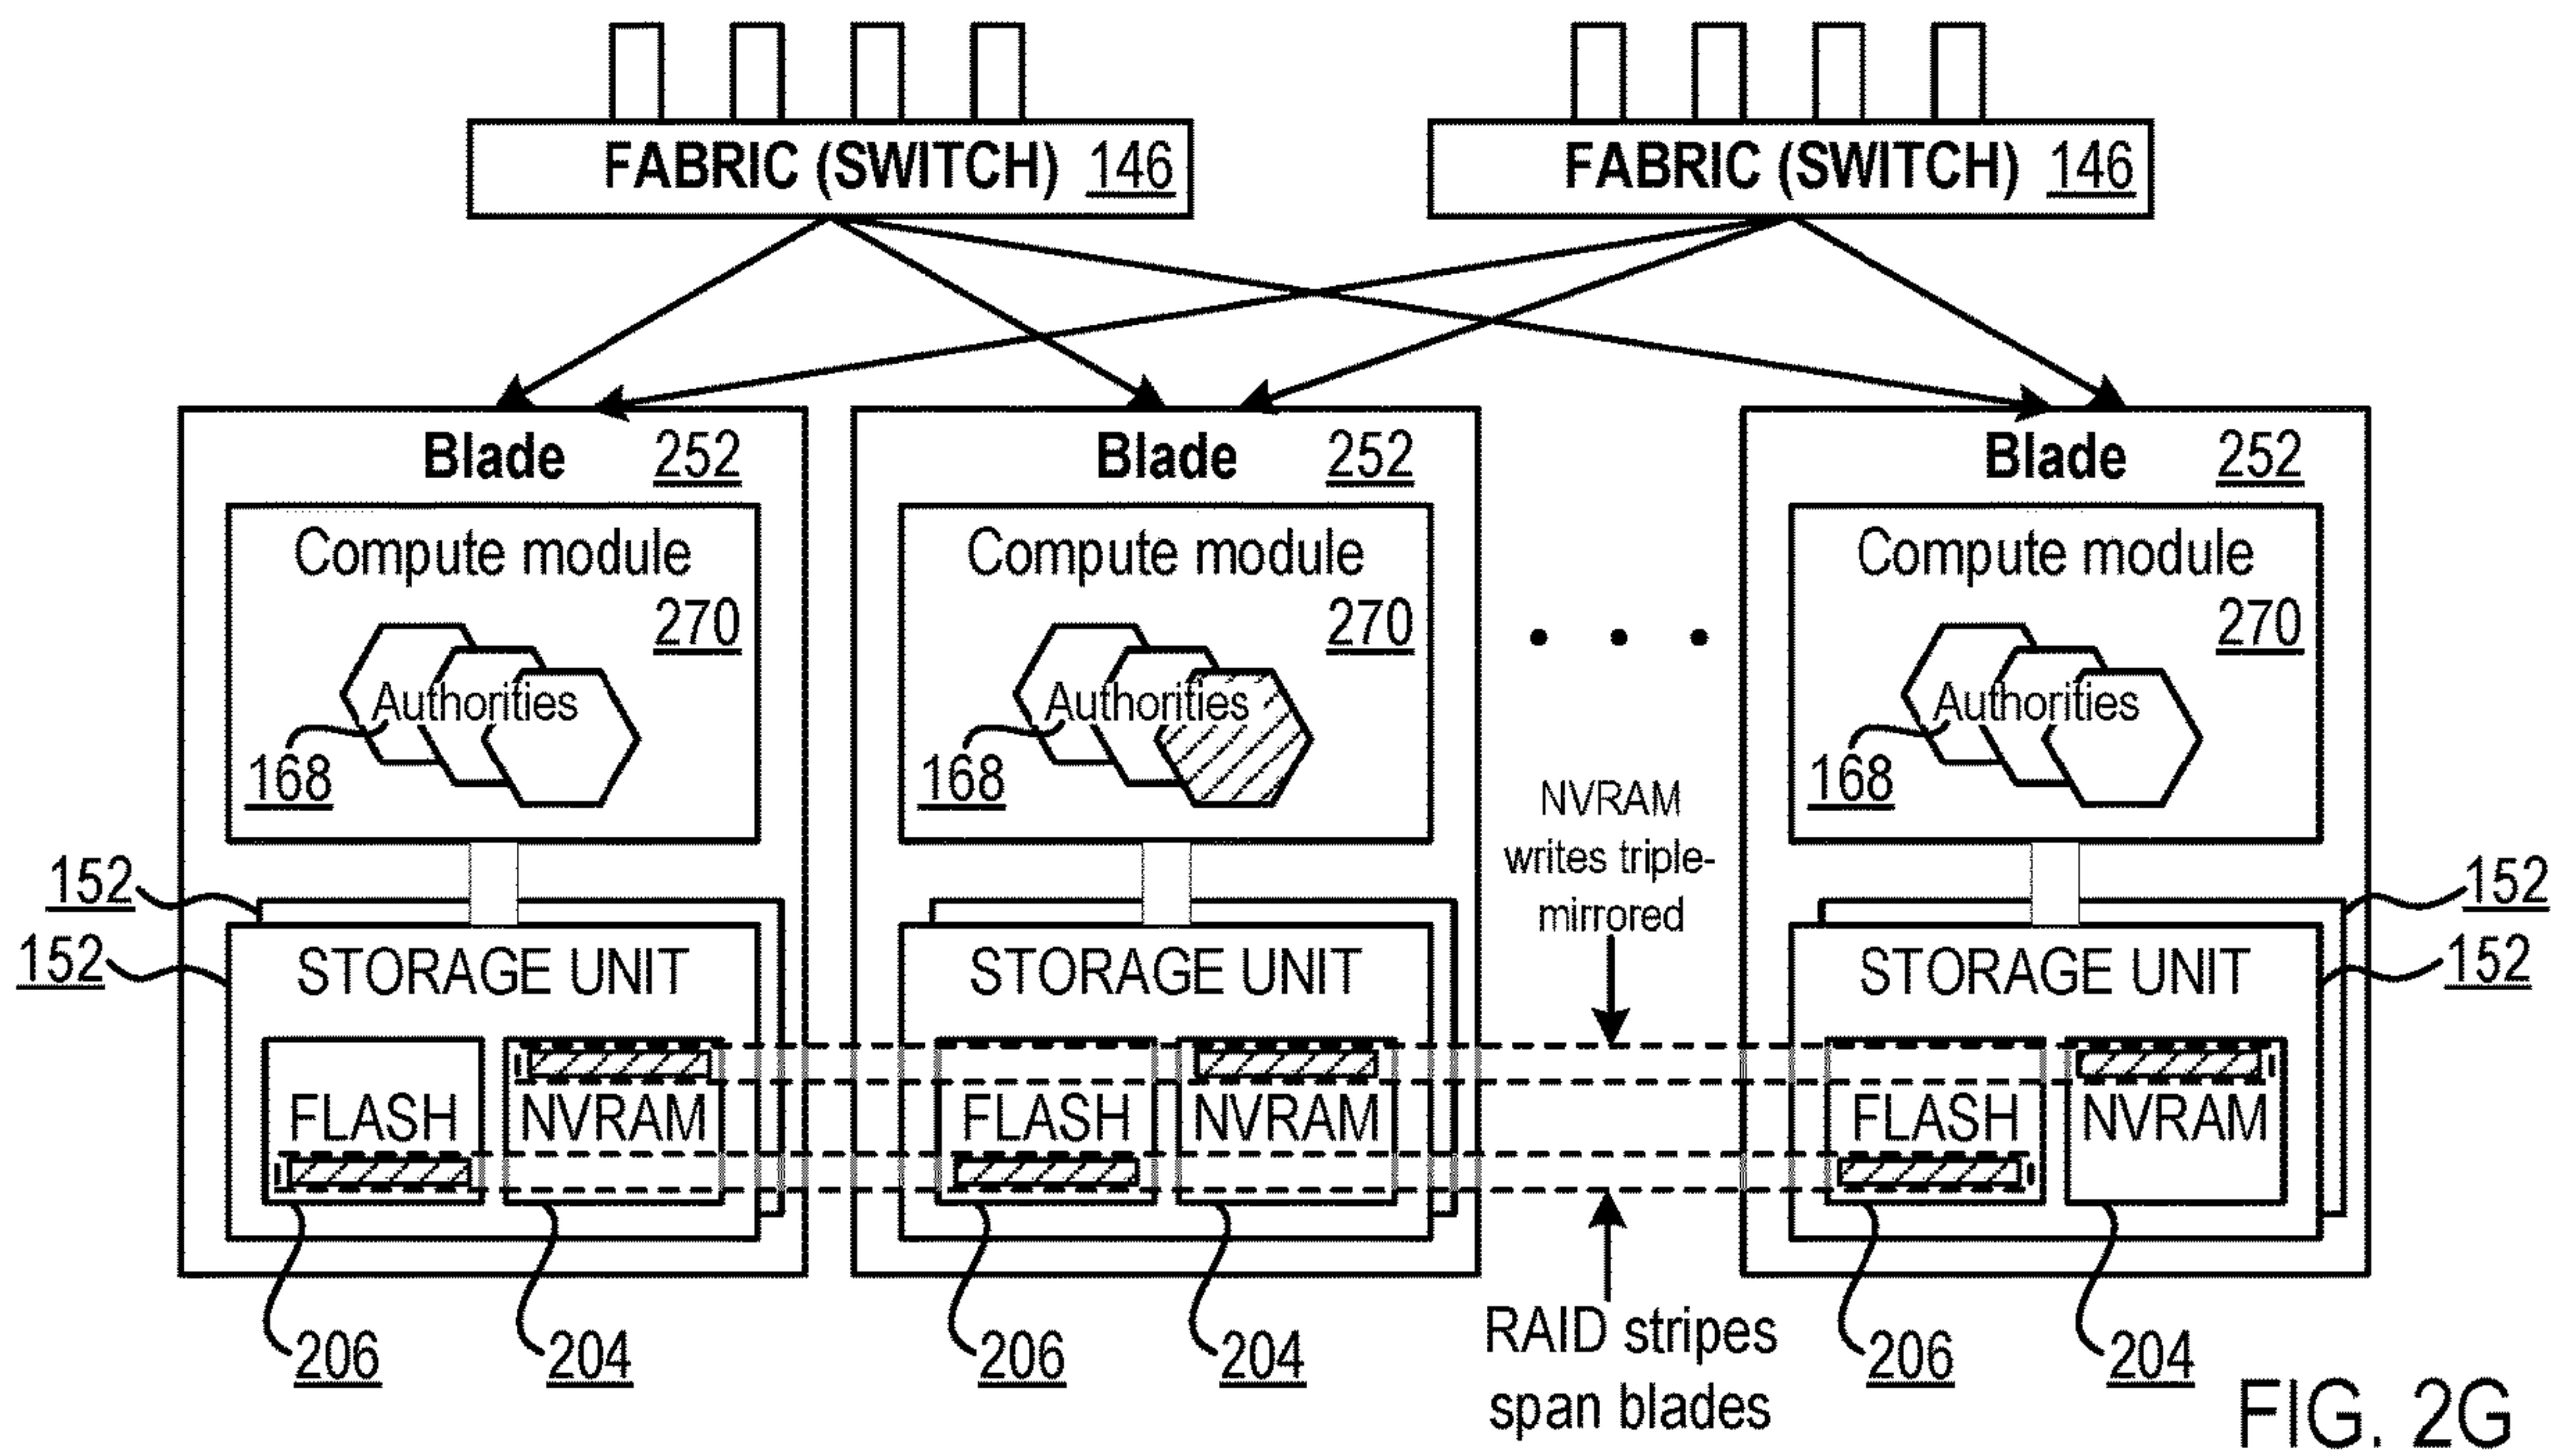 FABRIC (SWITCH) 146
FABRIC (SWITCH) 146
Blade 252
Compute module
270
Authorities
168
152
152
STORAGE UNIT
FLASH
NVRAM
206
204
Blade 252
Compute module
270
Authorities
168
STORAGE UNIT
FLASH
NVRAM
206
204
NVRAM
writes triple-
mirrored
RAID stripes
span blades
Blade 252
Compute module
270
Authorities
168
152
152
STORAGE UNIT
FLASH
NVRAM
206
204
FIG. 2G